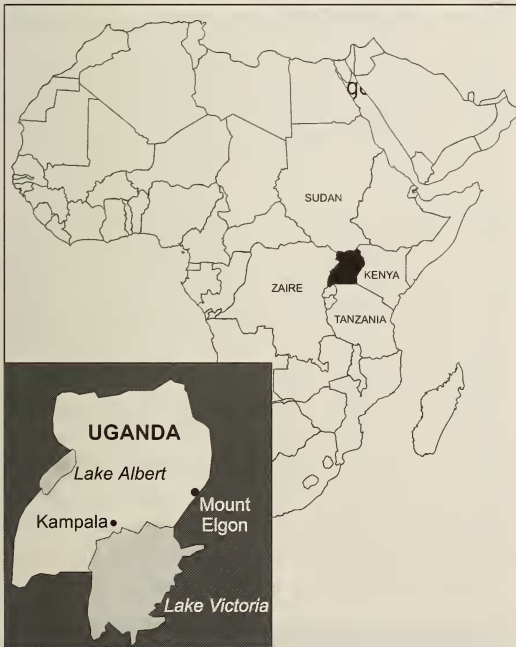 SUDAN
ZAIRE
KENYA
TANZANIA
UGANDA
Lake Albert
Mount
Elgon
Kampala
Lake Victoria